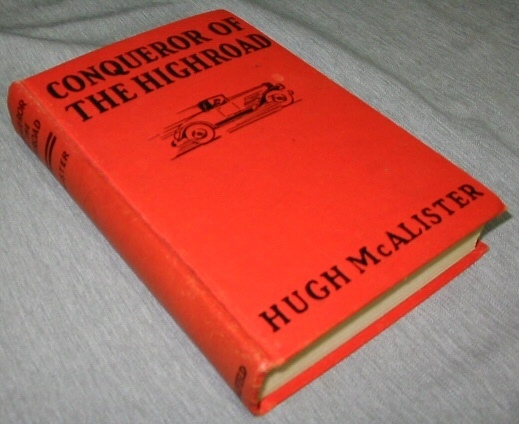 CONQUEROR OF
THE HIGHROAD
HUGH McALISTER